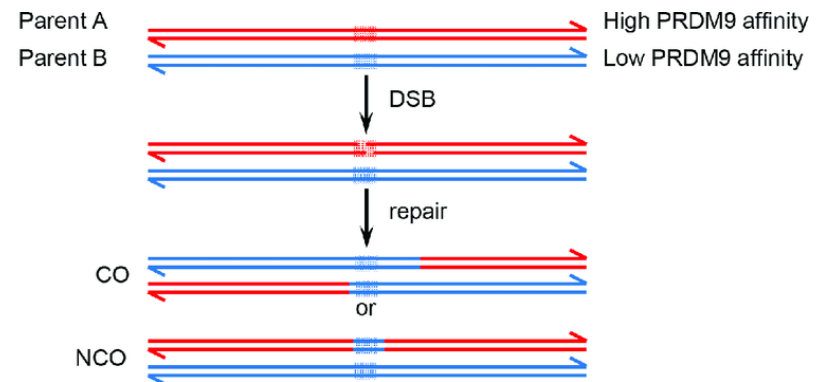 Parent A High PRDM9 affinity
Parent B Low PRDM9 affinity
DSB
repair
CO
or
NCO